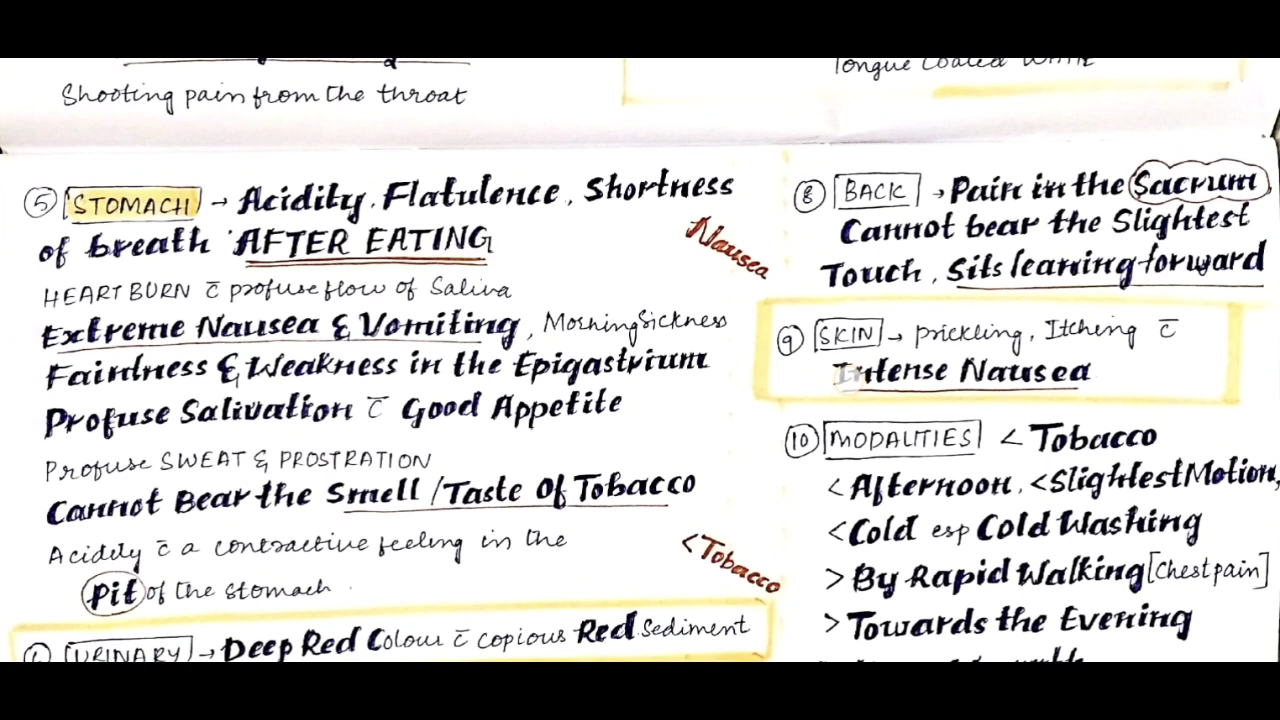 Shooting pain from the throat
Tongue Coated White
⑤ STOMACH → Acidity, Flatulence, Shortness
of breath AFTER EATING
Nausea
HEARTBURN c̄ profuse flow of Saliva
Extreme Nausea & Vomiting, Morning Sickness
Faintness & Weakness in the Epigastrium
Profuse Salivation c̄ Good Appetite
Profuse SWEAT & PROSTRATION
Cannot Bear the Smell / Taste of Tobacco
Acidity c̄ a contractive feeling in the
Pit of the stomach.
< Tobacco
URINARY → Deep Red Colour c̄ copious Red Sediment
⑧ BACK → Pain in the Sacrum,
Cannot bear the Slightest
Touch, Sits leaning forward
⑨ SKIN → Prickling, Itching c̄
Intense Nausea
⑩ MODALITIES < Tobacco
< Afternoon, < Slightest Motion,
< Cold esp Cold Washing
> By Rapid Walking [Chest pain]
> Towards the Evening